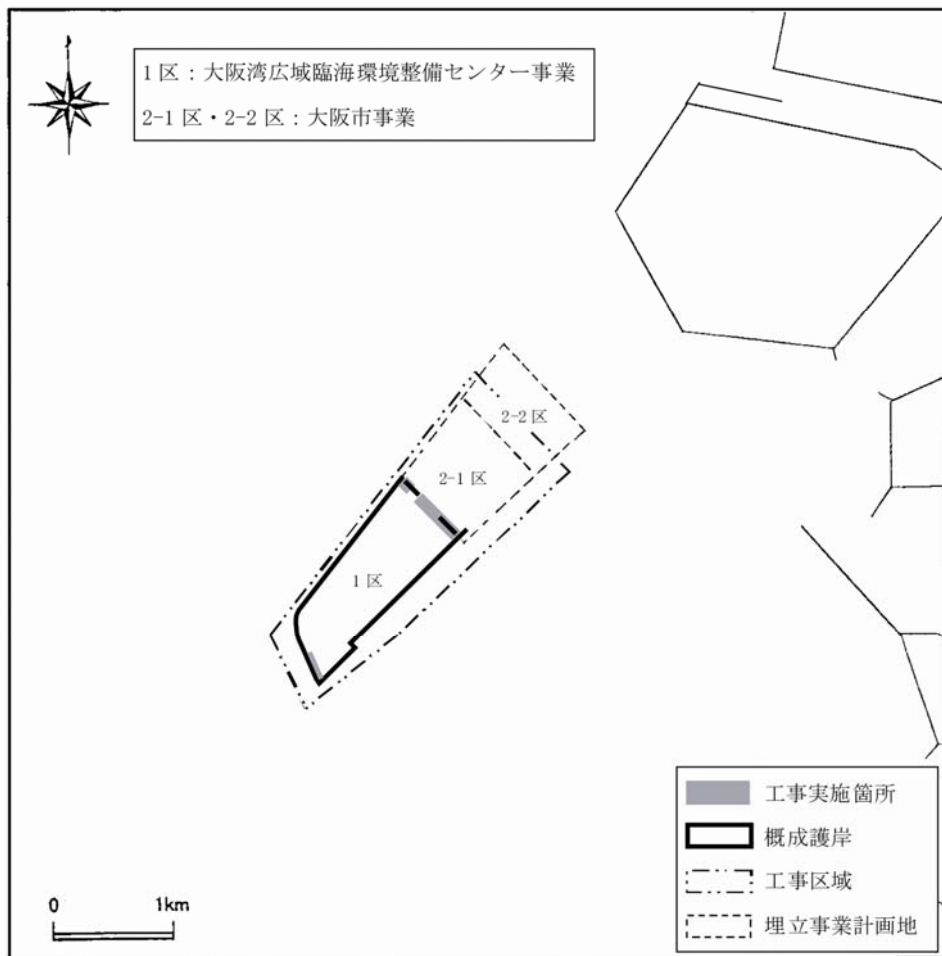 1区：大阪湾広域臨海環境整備センター事業
2-1区・2-2区：大阪市事業
2-2区
2-1区
1区
工事実施箇所
概成護岸
工事区域
埋立事業計画地
0 1km